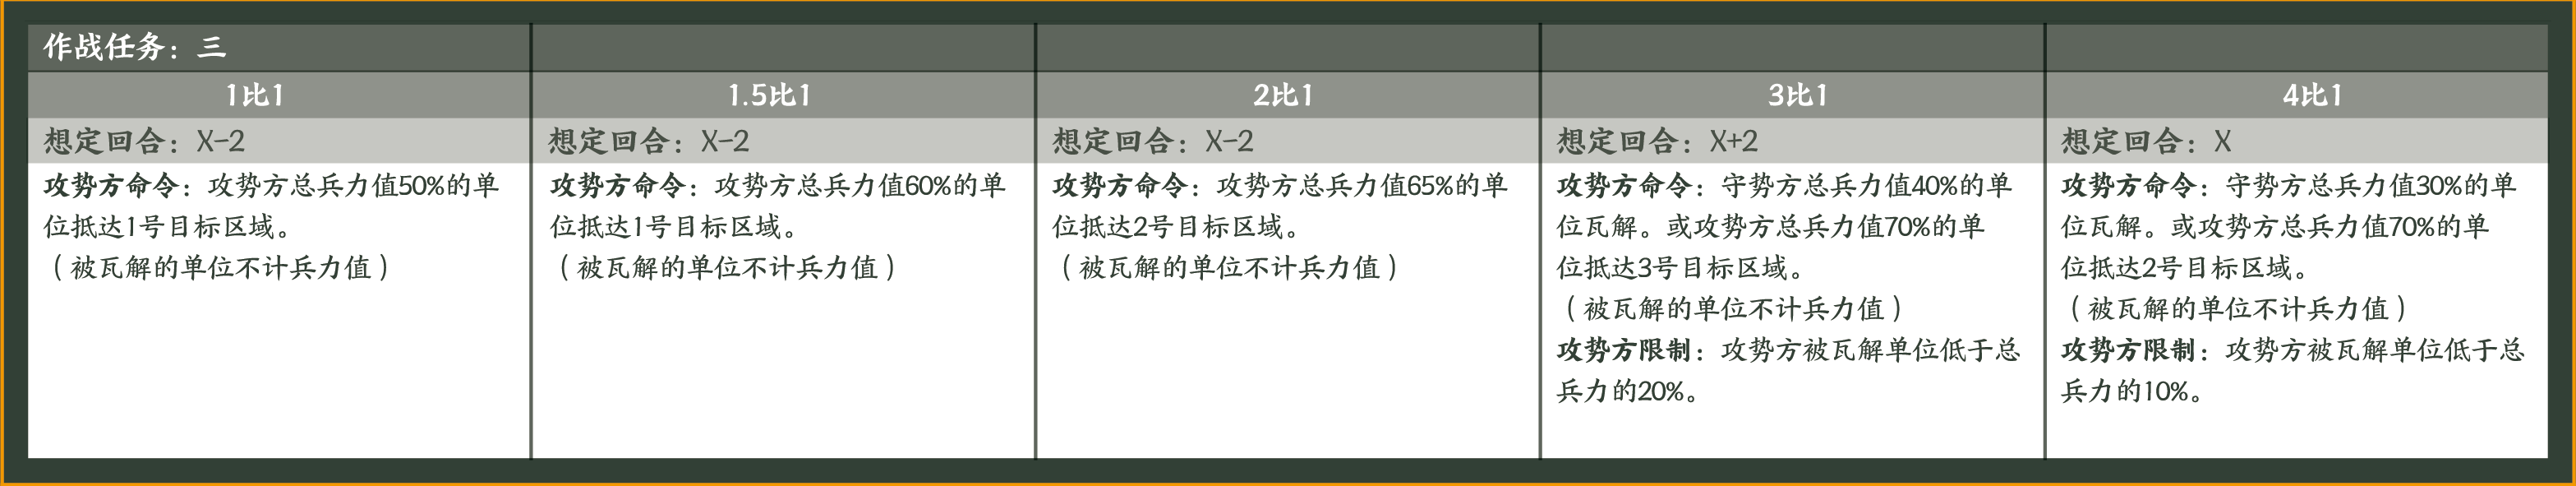 作战任务：三
1比1
想定回合：X-2
攻势方命令：攻势方总兵力值50%的单
位抵达1号目标区域。
（被瓦解的单位不计兵力值）
1.5比1
想定回合：X-2
攻势方命令：攻势方总兵力值60%的单
位抵达1号目标区域。
（被瓦解的单位不计兵力值）
2比1
想定回合：X-2
攻势方命令：攻势方总兵力值65%的单
位抵达2号目标区域。
（被瓦解的单位不计兵力值）
3比1
想定回合：X+2
攻势方命令：守势方总兵力值40%的单
位瓦解。或攻势方总兵力值70%的单
位抵达3号目标区域。
（被瓦解的单位不计兵力值）
攻势方限制：攻势方被瓦解单位低于总
兵力的20%。
4比1
想定回合：X
攻势方命令：守势方总兵力值30%的单
位瓦解。或攻势方总兵力值70%的单
位抵达2号目标区域。
（被瓦解的单位不计兵力值）
攻势方限制：攻势方被瓦解单位低于总
兵力的10%。